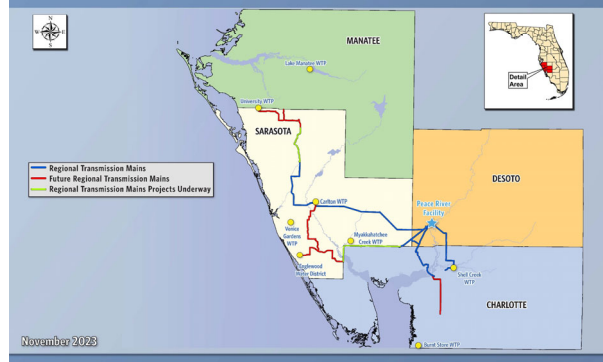 N
W
E
S
MANATEE
Lake Manatee WTP
Detail
Area
University WTP
SARASOTA
Regional Transmission Mains
Future Regional Transmission Mains
Regional Transmission Mains Projects Underway
DESOTO
Carlton WTP
Peace River
Facility
Venice
Gardens
WTP
Myakkahatchee
Creek WTP
Englewood
Water District
Shell Creek
WTP
CHARLOTTE
November 2023
Burnt Store WTP